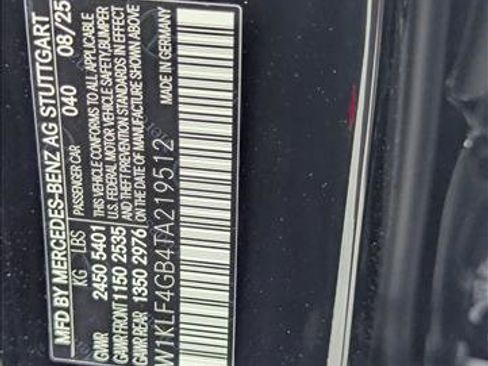 MFD BY MERCEDES-BENZ AG STUTTGART
KG LBS PASSENGER CAR 040 08/25
GAWR 2450 5401 THIS VEHICLE CONFORMS TO ALL APPLICABLE
U.S. FEDERAL MOTOR VEHICLE SAFETY,BUMPER
GAWR FRONT 1150 2535 AND THEFT PREVENTION STANDARDS IN EFFECT
GAWR REAR 1350 2976 ON THE DATE OF MANUFACTURE SHOWN ABOVE
MADE IN GERMANY
W1KLF4GB4TA219512